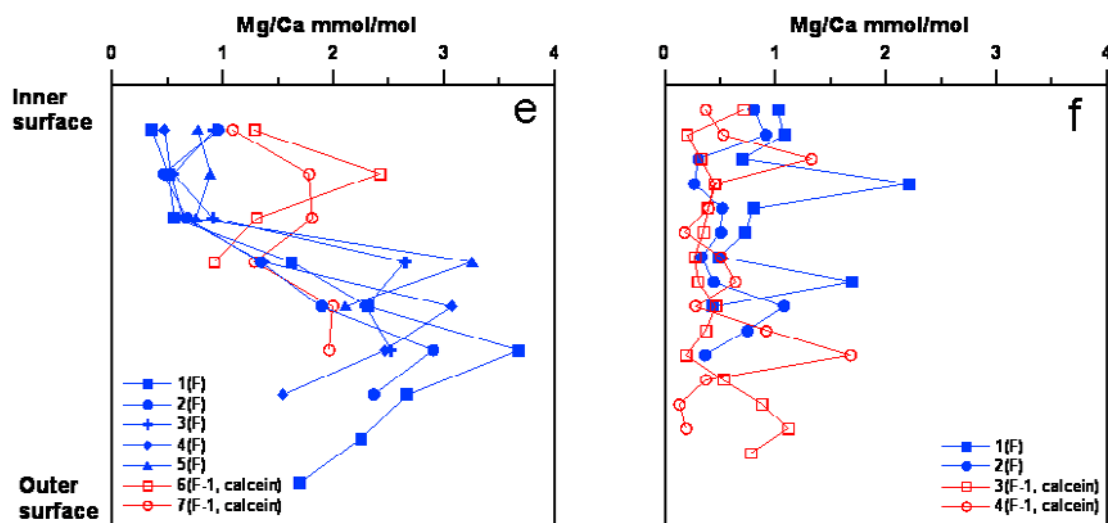 Mg/Ca mmol/mol
0 1 2 3 4
Inner
surface
e
1(F)
2(F)
3(F)
4(F)
5(F)
6(F-1, calcein)
7(F-1, calcein)
Outer
surface
Mg/Ca mmol/mol
0 1 2 3 4
f
1(F)
2(F)
3(F-1, calcein)
4(F-1, calcein)